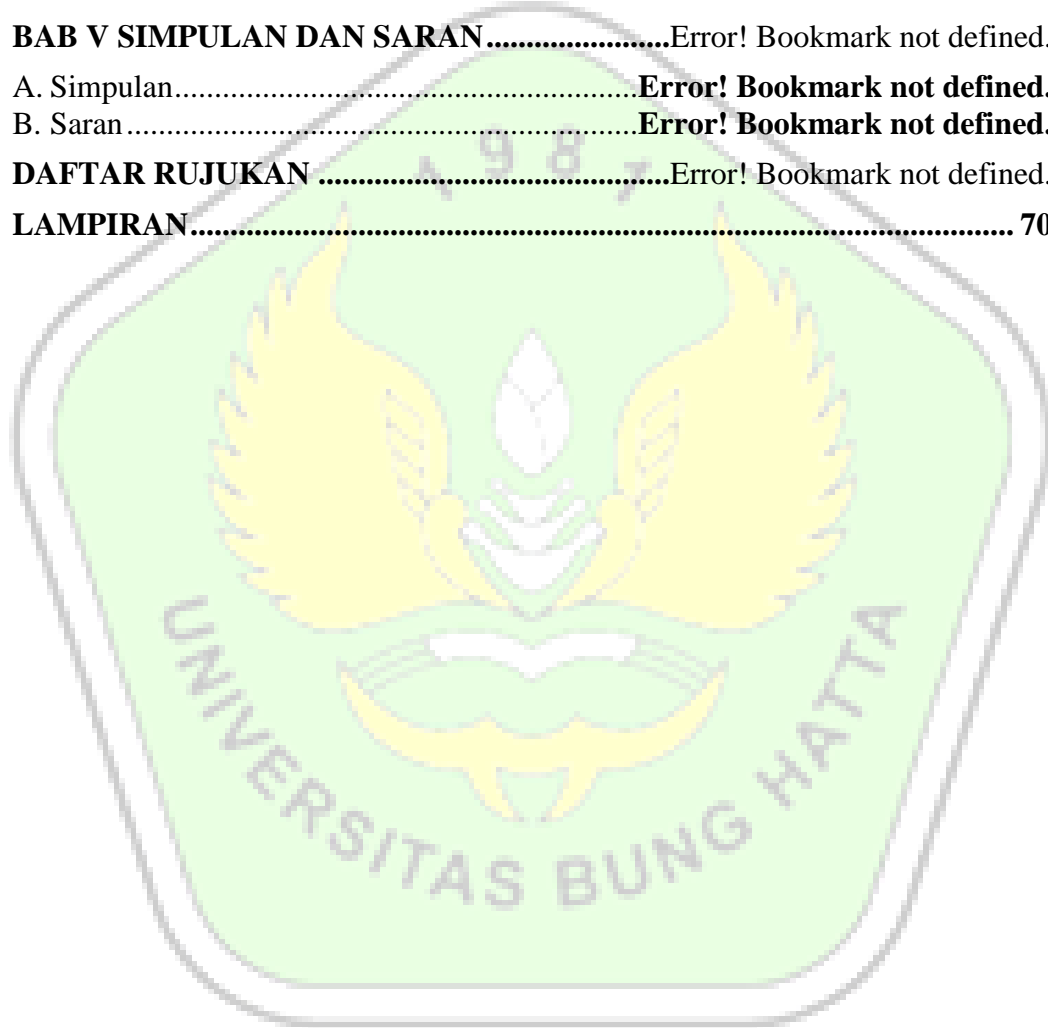 BAB V SIMPULAN DAN SARAN.......................Error! Bookmark not defined.
A. Simpulan....................................................Error! Bookmark not defined.
B. Saran..........................................................Error! Bookmark not defined.
1987
DAFTAR RUJUKAN ...........................................Error! Bookmark not defined.
LAMPIRAN.................................................................................................... 70
UNIVERSITAS BUNG HATTA